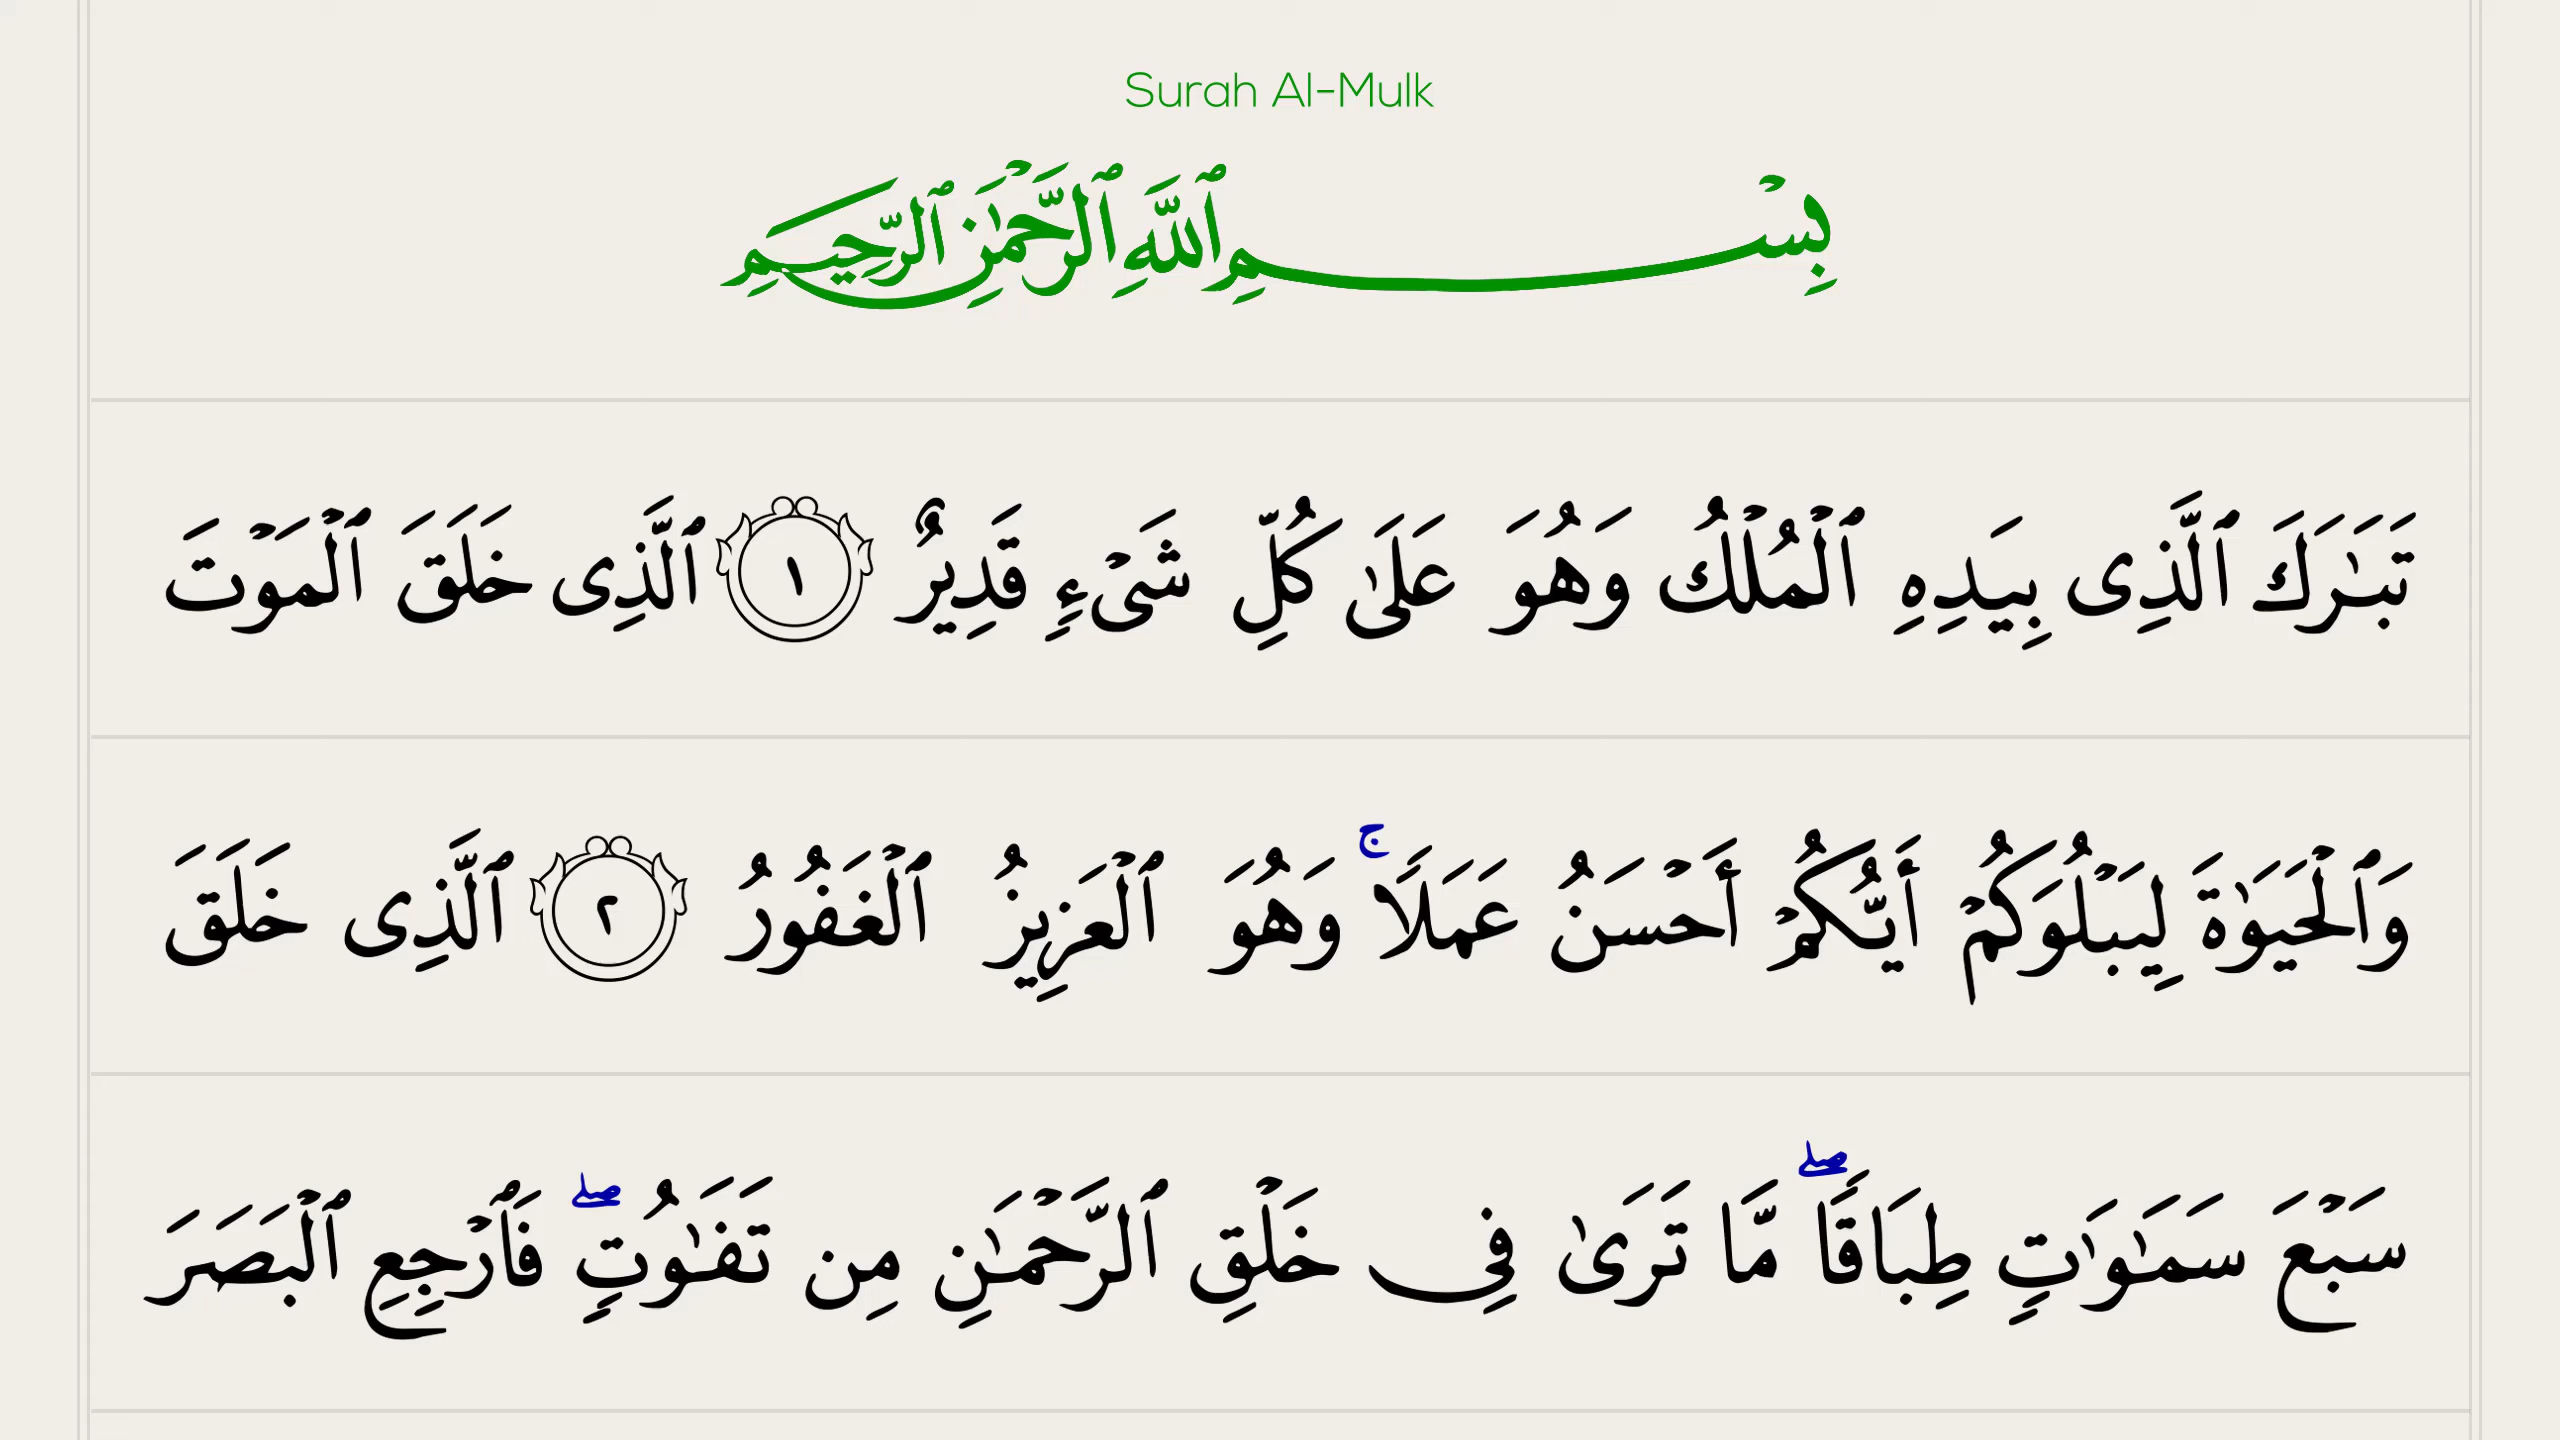 Surah Al-Mulk
بِسْمِ ٱللَّهِ ٱلرَّحْمَٰنِ ٱلرَّحِيمِ
تَبَـٰرَكَ ٱلَّذِى بِيَدِهِ ٱلْمُلْكُ وَهُوَ عَلَىٰ كُلِّ شَىْءٍ قَدِيرٌ ١ ٱلَّذِى خَلَقَ ٱلْمَوْتَ
وَٱلْحَيَوٰةَ لِيَبْلُوَكُمْ أَيُّكُمْ أَحْسَنُ عَمَلًا ۚ وَهُوَ ٱلْعَزِيزُ ٱلْغَفُورُ ٢ ٱلَّذِى خَلَقَ
سَبْعَ سَمَـٰوَٰتٍ طِبَاقًا ۖ مَّا تَرَىٰ فِى خَلْقِ ٱلرَّحْمَـٰنِ مِن تَفَـٰوُتٍ ۖ فَٱرْجِعِ ٱلْبَصَرَ